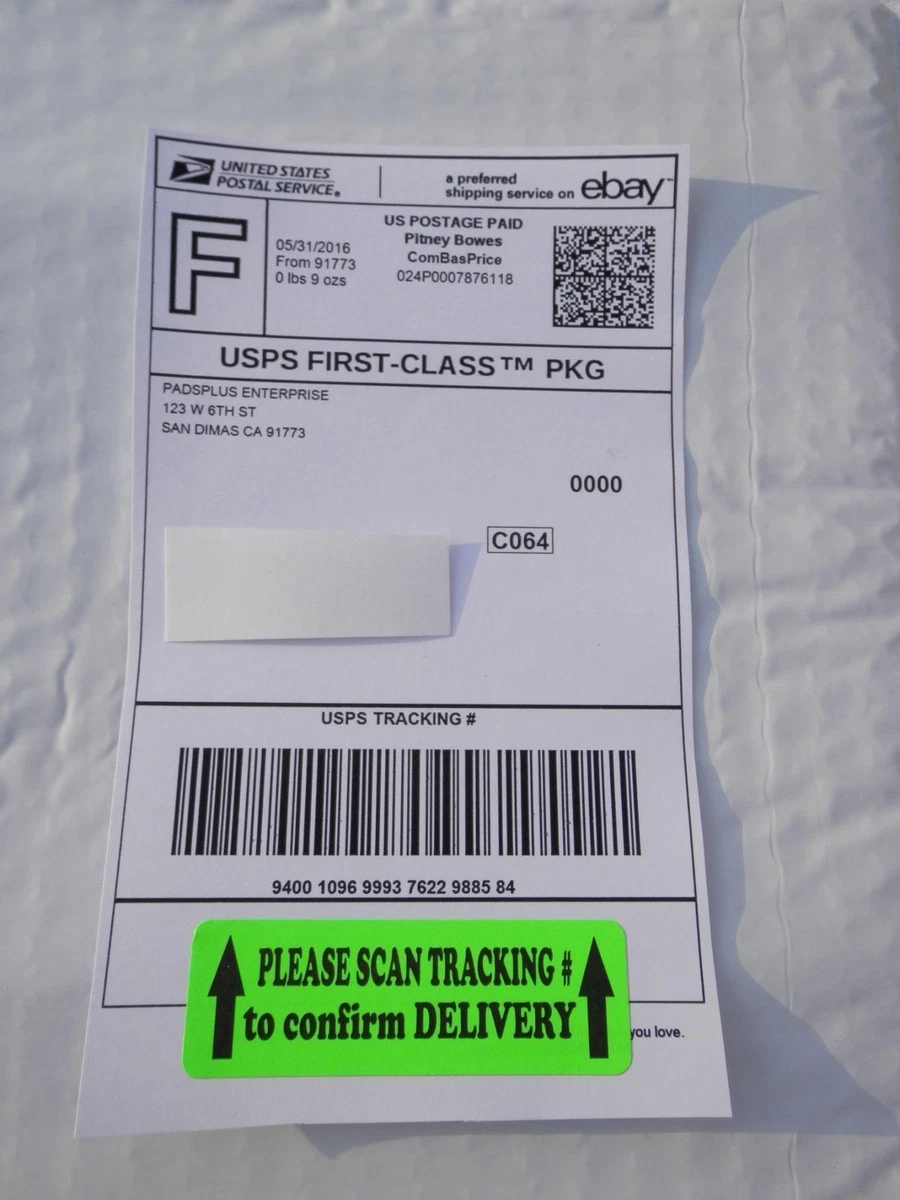 UNITED STATES
POSTAL SERVICE®
a preferred
shipping service on ebay™
F
05/31/2016
From 91773
0 lbs 9 ozs
US POSTAGE PAID
Pitney Bowes
ComBasPrice
024P0007876118
USPS FIRST-CLASS™ PKG
PADSPLUS ENTERPRISE
123 W 6TH ST
SAN DIMAS CA 91773
0000
C064
USPS TRACKING #
9400 1096 9993 7622 9885 84
PLEASE SCAN TRACKING #
to confirm DELIVERY
you love.